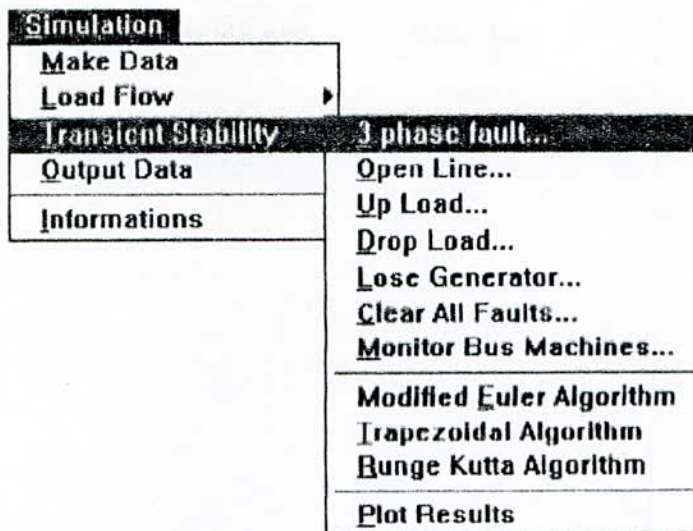 Simulation
Make Data
Load Flow
Transient Stability
Output Data
Informations
3 phase fault...
Open Line...
Up Load...
Drop Load...
Lose Generator...
Clear All Faults...
Monitor Bus Machines...
Modified Euler Algorithm
Trapezoidal Algorithm
Runge Kutta Algorithm
Plot Results